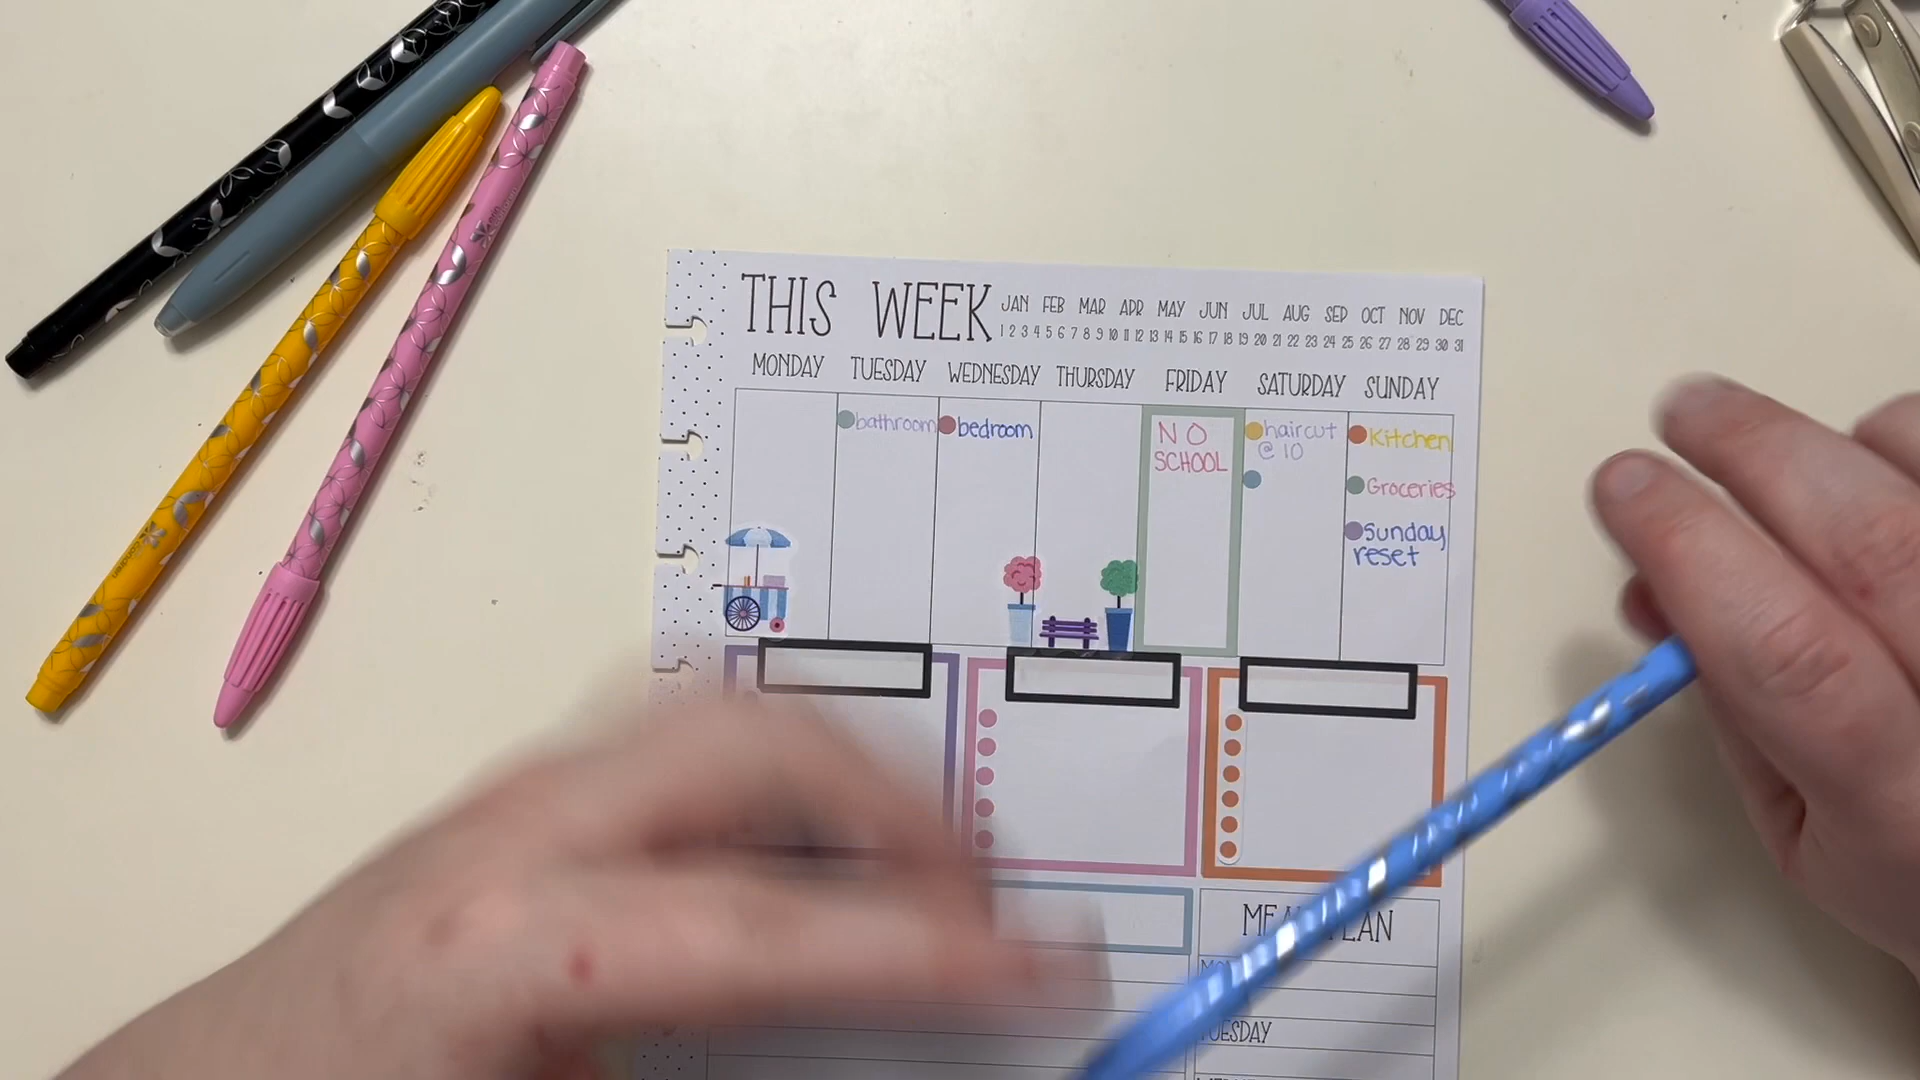 THIS WEEK
JAN FEB MAR APR MAY JUN JUL AUG SEP OCT NOV DEC
1 2 3 4 5 6 7 8 9 10 11 12 13 14 15 16 17 18 19 20 21 22 23 24 25 26 27 28 29 30 31
MONDAY TUESDAY WEDNESDAY THURSDAY FRIDAY SATURDAY SUNDAY
bathroom
bedroom
NO
SCHOOL
haircut
@ 10
Kitchen
Groceries
Sunday
reset
TUESDAY